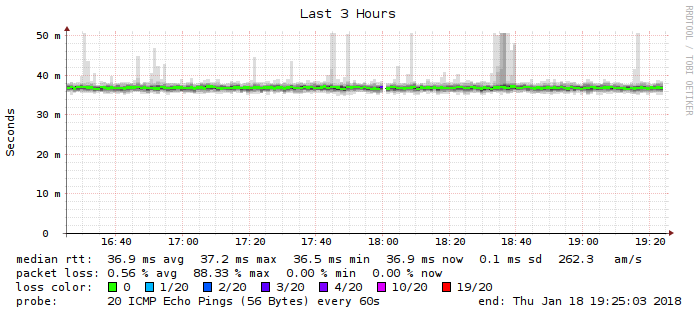 Last 3 Hours
RRDTOOL / TOBI OETIKER
Seconds
50 m
40 m
30 m
20 m
10 m
0
16:40 17:00 17:20 17:40 18:00 18:20 18:40 19:00 19:20
median rtt: 36.9 ms avg 37.2 ms max 36.5 ms min 36.9 ms now 0.1 ms sd 262.3 am/s
packet loss: 0.56 % avg 88.33 % max 0.00 % min 0.00 % now
loss color: 0 1/20 2/20 3/20 4/20 10/20 19/20
probe: 20 ICMP Echo Pings (56 Bytes) every 60s end: Thu Jan 18 19:25:03 2018